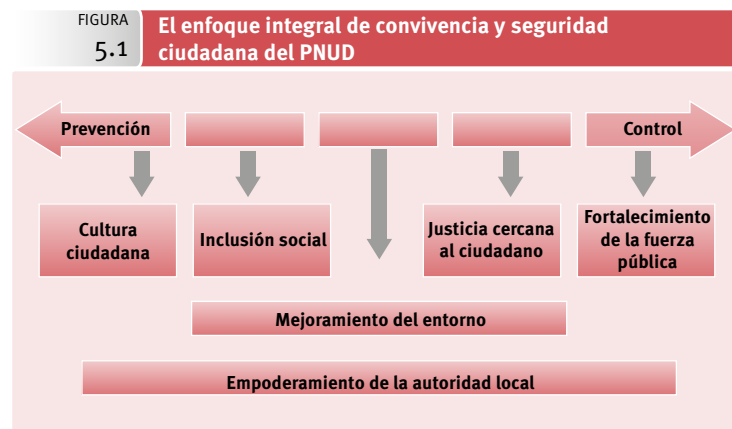 FIGURA
5.1
El enfoque integral de convivencia y seguridad
ciudadana del PNUD
Prevención
Control
Cultura
ciudadana
Inclusión social
Justicia cercana
al ciudadano
Fortalecimiento
de la fuerza
pública
Mejoramiento del entorno
Empoderamiento de la autoridad local